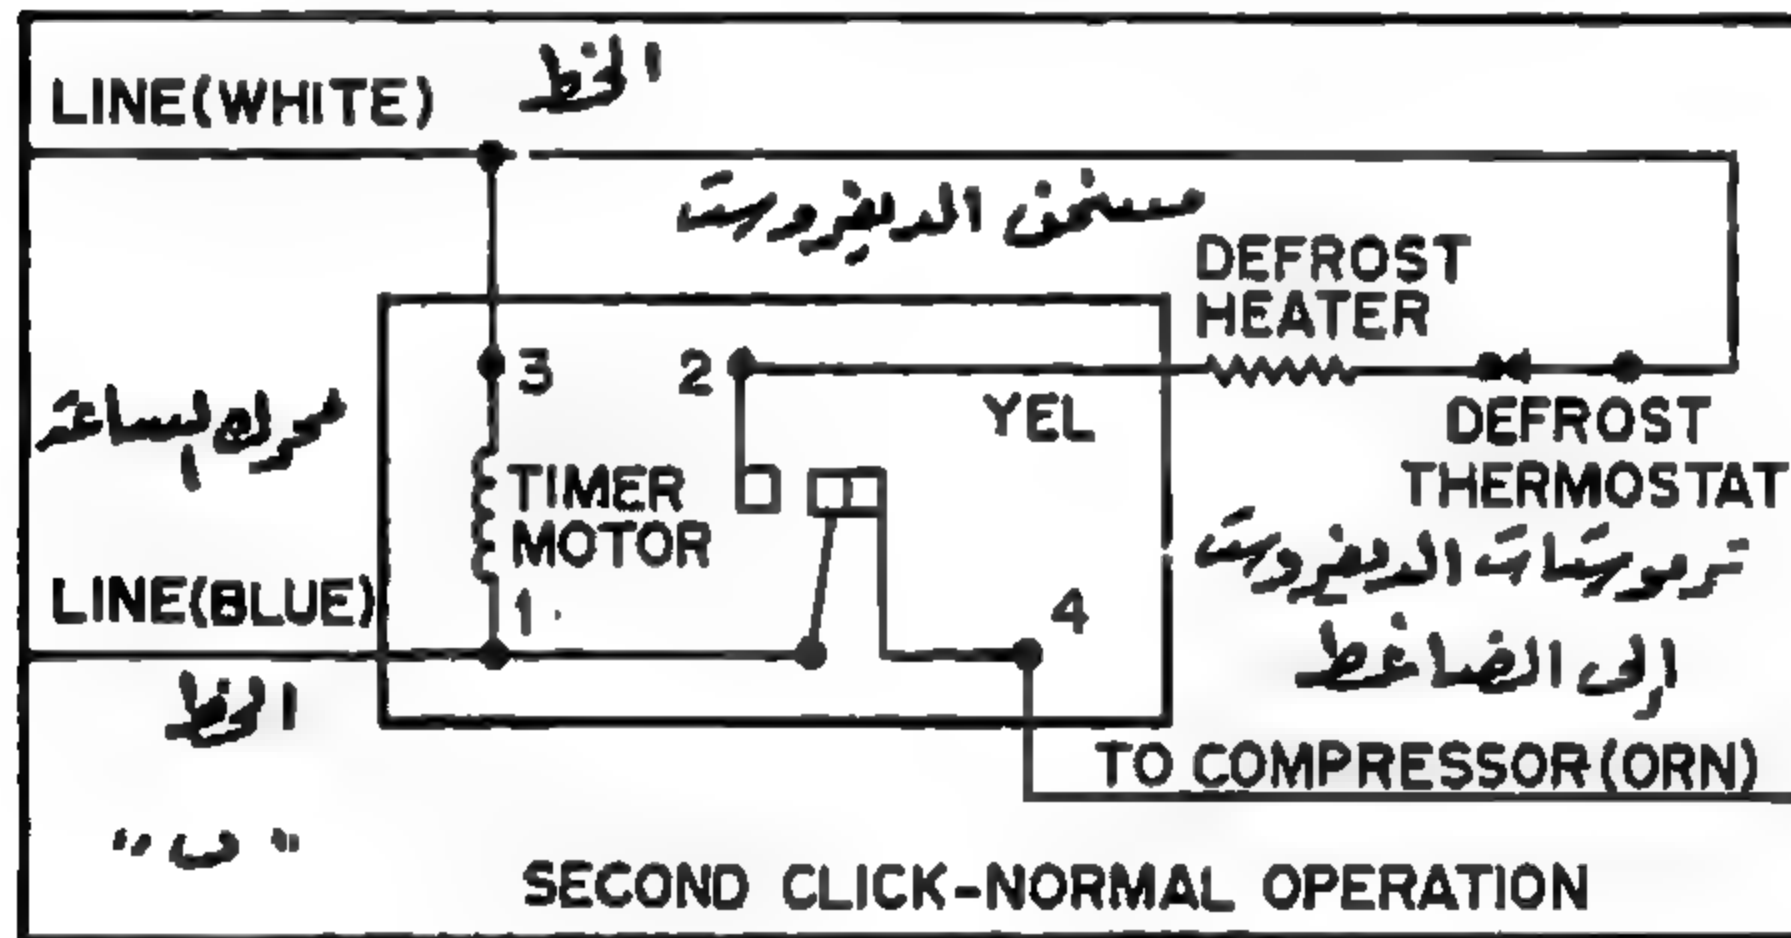 LINE(WHITE)
الخط
مسخن الديفروست
DEFROST
HEATER
3
2
YEL
محرك الساعة
TIMER
MOTOR
DEFROST
THERMOSTAT
ترموستات الديفروست
LINE(BLUE)
1
4
إلى الضاغط
الخط
TO COMPRESSOR(ORN)
"ب"
SECOND CLICK-NORMAL OPERATION